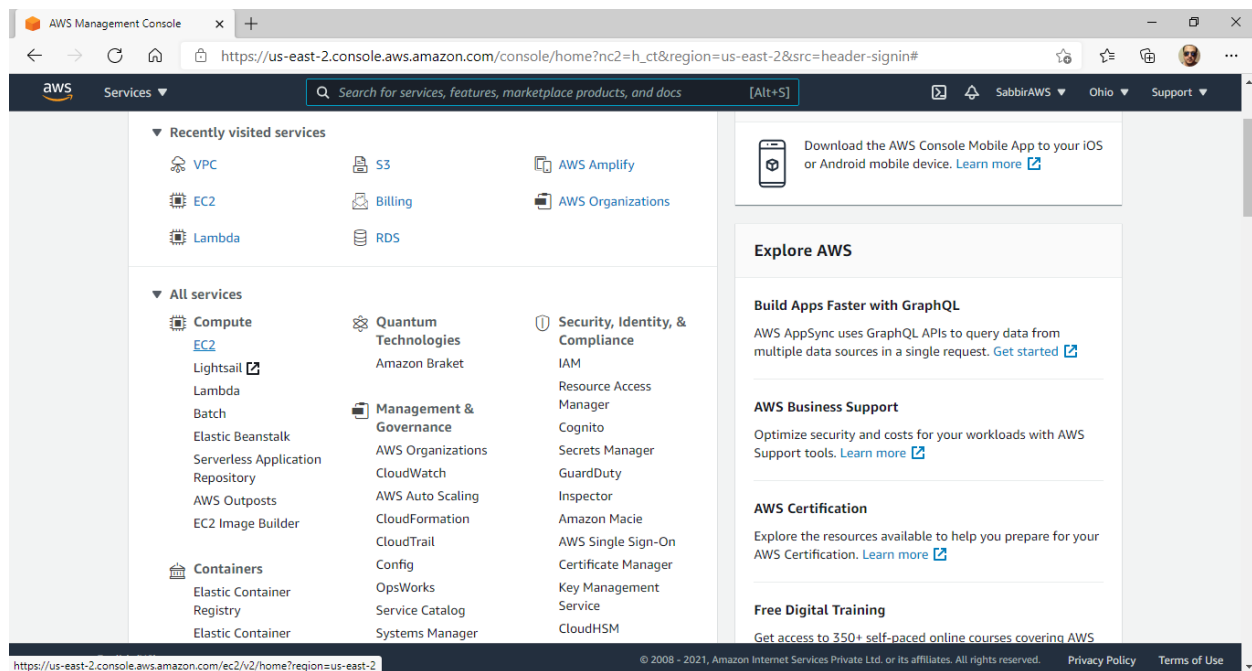 AWS Management Console
https://us-east-2.console.aws.amazon.com/console/home?nc2=h_ct&region=us-east-2&src=header-signin#
aws
Services ▼
Search for services, features, marketplace products, and docs
[Alt+S]
SabbirAWS ▼
Ohio ▼
Support ▼
▼ Recently visited services
VPC
S3
AWS Amplify
EC2
Billing
AWS Organizations
Lambda
RDS
▼ All services
Compute
EC2
Lightsail
Lambda
Batch
Elastic Beanstalk
Serverless Application
Repository
AWS Outposts
EC2 Image Builder
Containers
Elastic Container
Registry
Elastic Container
Quantum
Technologies
Amazon Braket
Management &
Governance
AWS Organizations
CloudWatch
AWS Auto Scaling
CloudFormation
CloudTrail
Config
OpsWorks
Service Catalog
Systems Manager
Security, Identity, &
Compliance
IAM
Resource Access
Manager
Cognito
Secrets Manager
GuardDuty
Inspector
Amazon Macie
AWS Single Sign-On
Certificate Manager
Key Management
Service
CloudHSM
Download the AWS Console Mobile App to your iOS
or Android mobile device. Learn more
Explore AWS
Build Apps Faster with GraphQL
AWS AppSync uses GraphQL APIs to query data from
multiple data sources in a single request. Get started
AWS Business Support
Optimize security and costs for your workloads with AWS
Support tools. Learn more
AWS Certification
Explore the resources available to help you prepare for your
AWS Certification. Learn more
Free Digital Training
Get access to 350+ self-paced online courses covering AWS
https://us-east-2.console.aws.amazon.com/ec2/v2/home?region=us-east-2
© 2008 - 2021, Amazon Internet Services Private Ltd. or its affiliates. All rights reserved.
Privacy Policy
Terms of Use